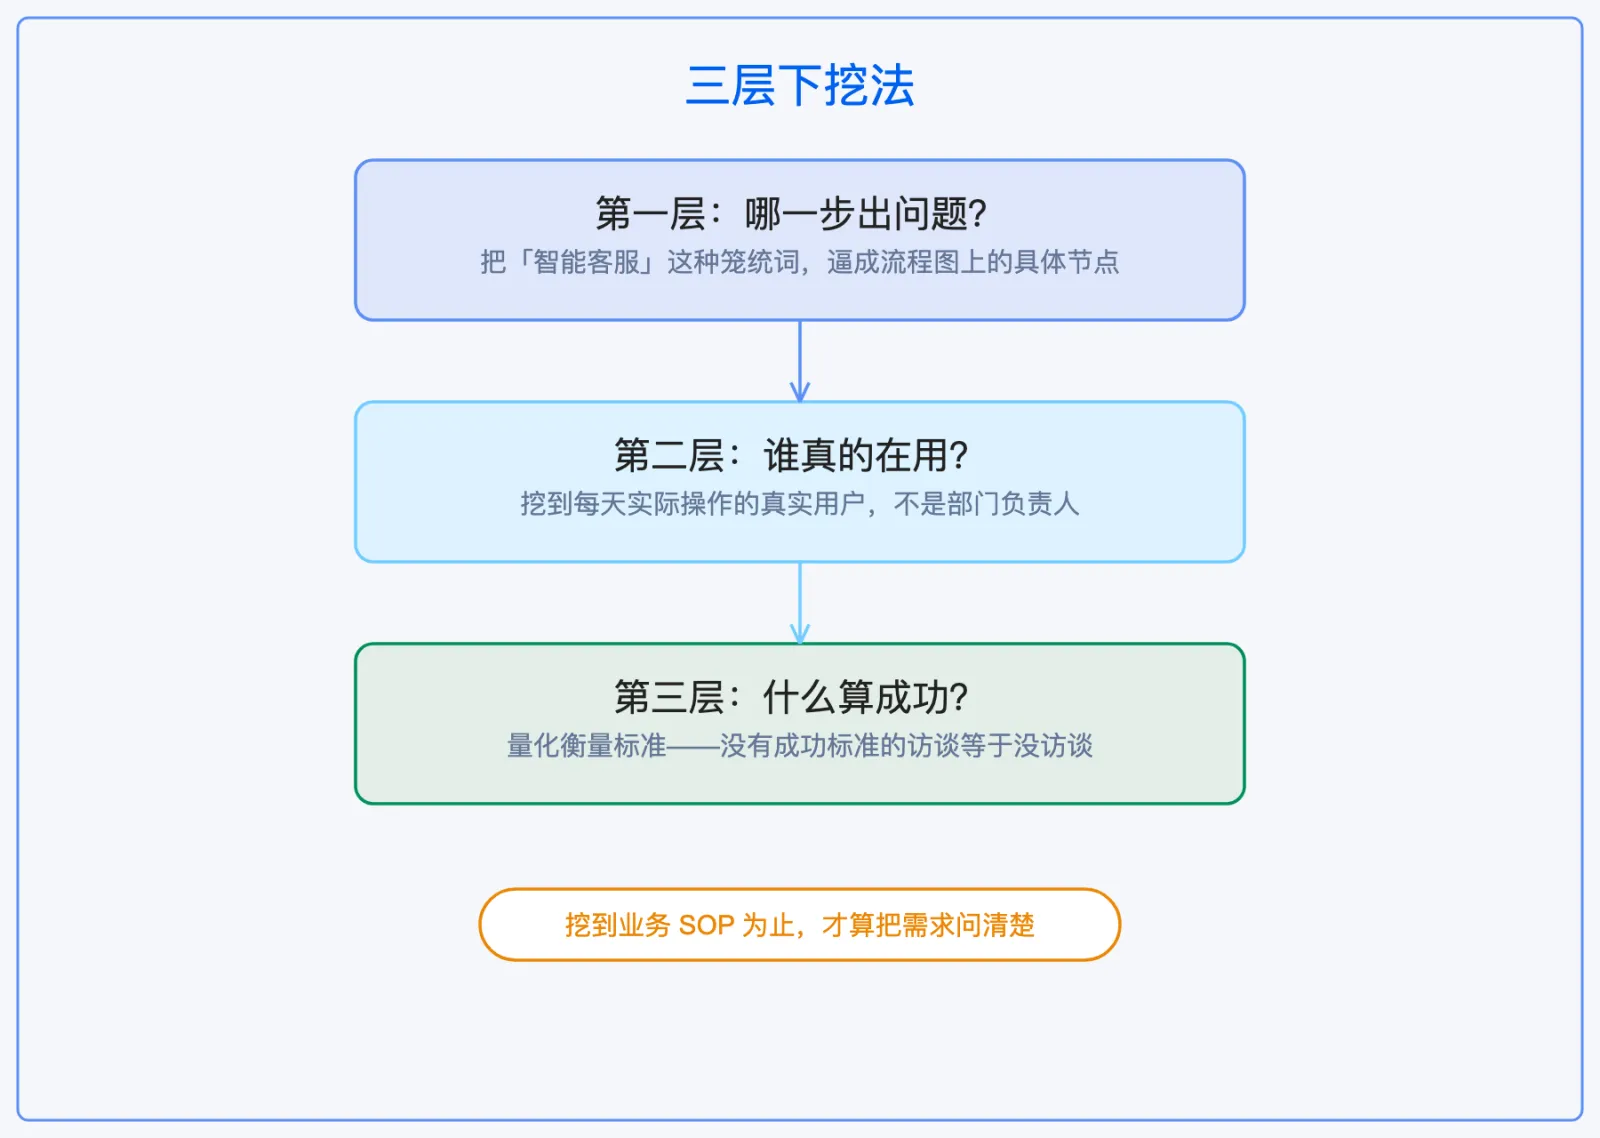 三层下挖法
第一层：哪一步出问题?
把「智能客服」这种笼统词，逼成流程图上的具体节点
第二层：谁真的在用?
挖到每天实际操作的真实用户，不是部门负责人
第三层：什么算成功?
量化衡量标准——没有成功标准的访谈等于没访谈
挖到业务 SOP 为止，才算把需求问清楚